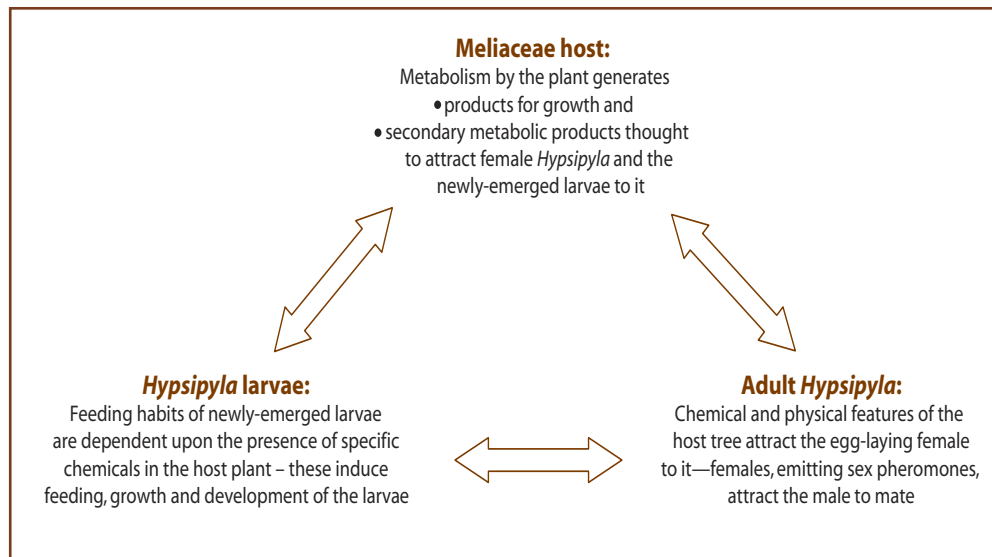 Meliaceae host:
Metabolism by the plant generates
• products for growth and
• secondary metabolic products thought
to attract female Hypsipyla and the
newly-emerged larvae to it
Hypsipyla larvae:
Feeding habits of newly-emerged larvae
are dependent upon the presence of specific
chemicals in the host plant – these induce
feeding, growth and development of the larvae
Adult Hypsipyla:
Chemical and physical features of the
host tree attract the egg-laying female
to it—females, emitting sex pheromones,
attract the male to mate